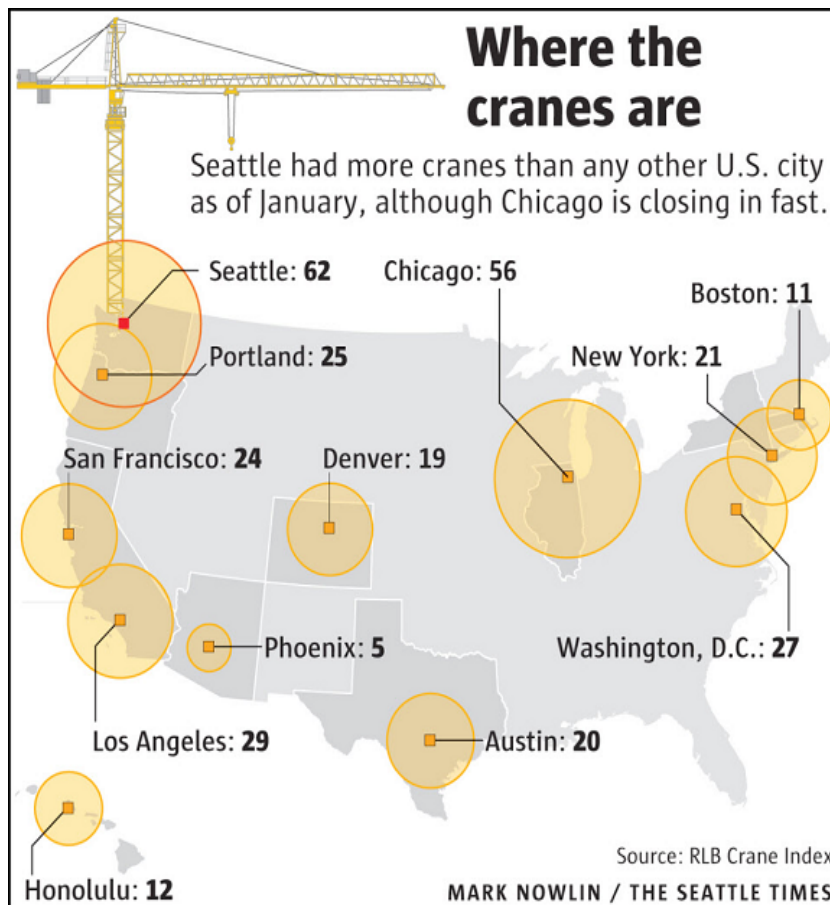 Where the
cranes are
Seattle had more cranes than any other U.S. city
as of January, although Chicago is closing in fast.
Seattle: 62
Chicago: 56
Boston: 11
Portland: 25
New York: 21
San Francisco: 24
Denver: 19
Phoenix: 5
Washington, D.C.: 27
Los Angeles: 29
Austin: 20
Honolulu: 12
Source: RLB Crane Index
MARK NOWLIN / THE SEATTLE TIMES